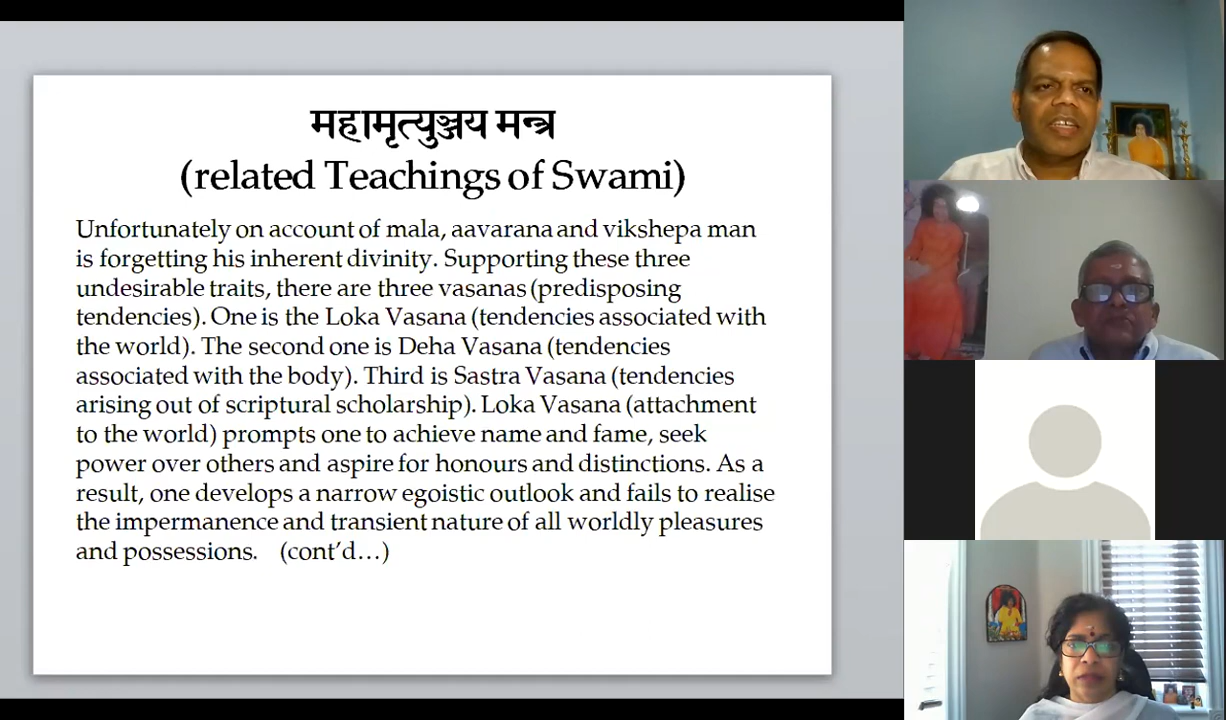 महामृत्युञ्जय मन्त्र
(related Teachings of Swami)
Unfortunately on account of mala, aavarana and vikshepa man
is forgetting his inherent divinity. Supporting these three
undesirable traits, there are three vasanas (predisposing
tendencies). One is the Loka Vasana (tendencies associated with
the world). The second one is Deha Vasana (tendencies
associated with the body). Third is Sastra Vasana (tendencies
arising out of scriptural scholarship). Loka Vasana (attachment
to the world) prompts one to achieve name and fame, seek
power over others and aspire for honours and distinctions. As a
result, one develops a narrow egoistic outlook and fails to realise
the impermanence and transient nature of all worldly pleasures
and possessions. (cont’d…)